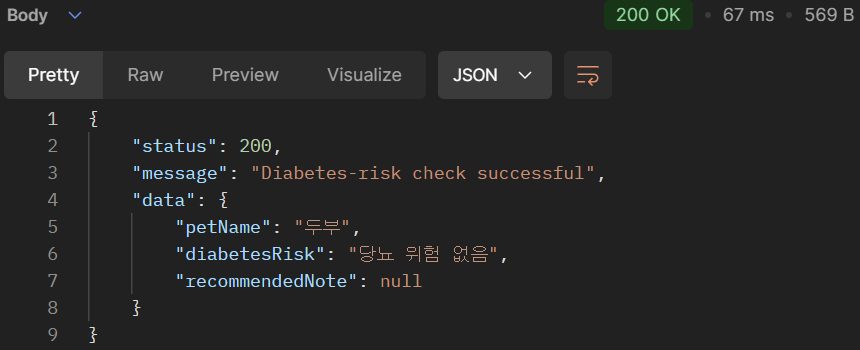 Body 200 OK • 67 ms • 569 B
Pretty Raw Preview Visualize JSON
1 {
2 "status": 200,
3 "message": "Diabetes-risk check successful",
4 "data": {
5 "petName": "두부",
6 "diabetesRisk": "당뇨 위험 없음",
7 "recommendedNote": null
8 }
9 }